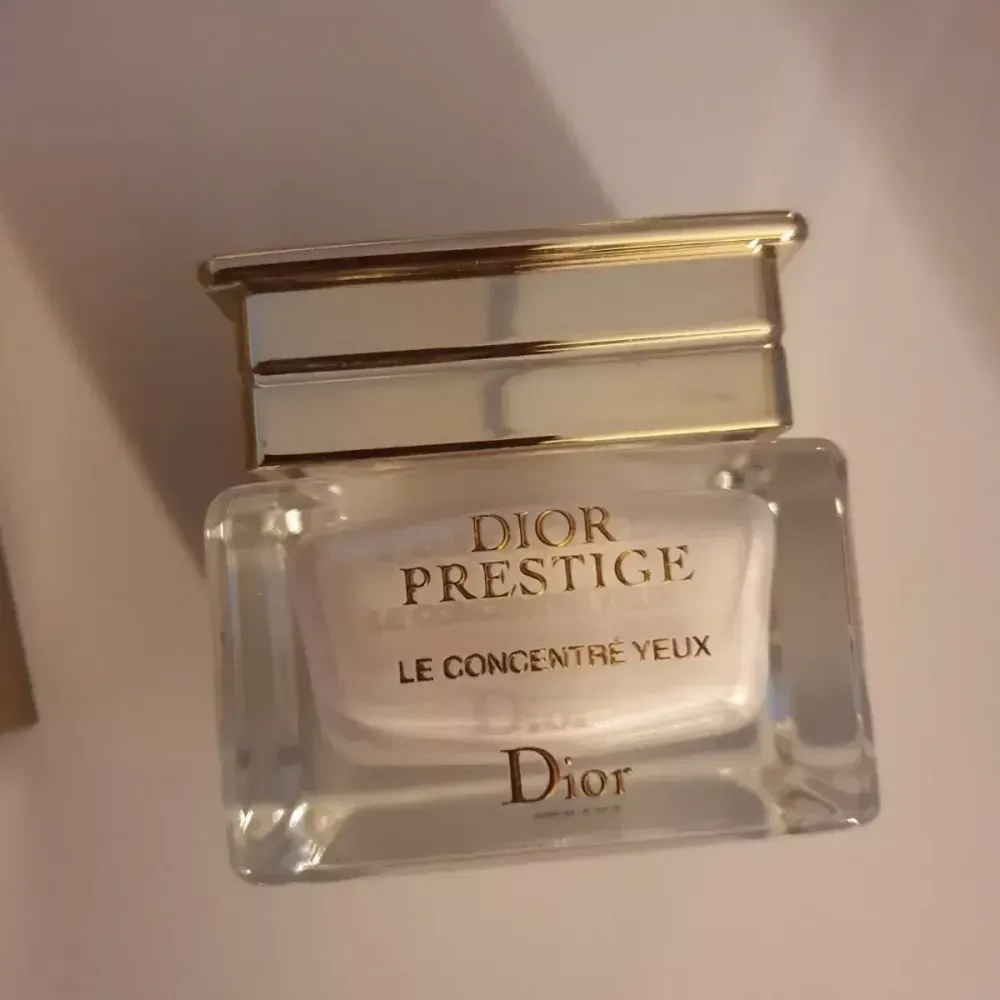 DIOR
PRESTIGE
LE CONCENTRÉ YEUX
Dior